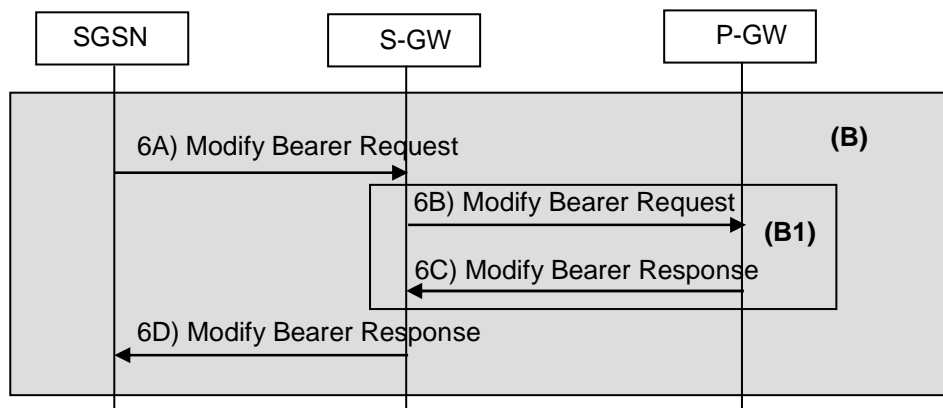 SGSN
S-GW
P-GW
(B)
6A) Modify Bearer Request
6B) Modify Bearer Request
(B1)
6C) Modify Bearer Response
6D) Modify Bearer Response